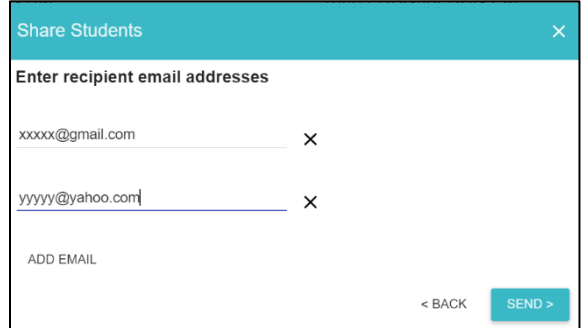 Share Students
Enter recipient email addresses
xxxxx@gmail.com
yyyyy@yahoo.com
ADD EMAIL
< BACK SEND >